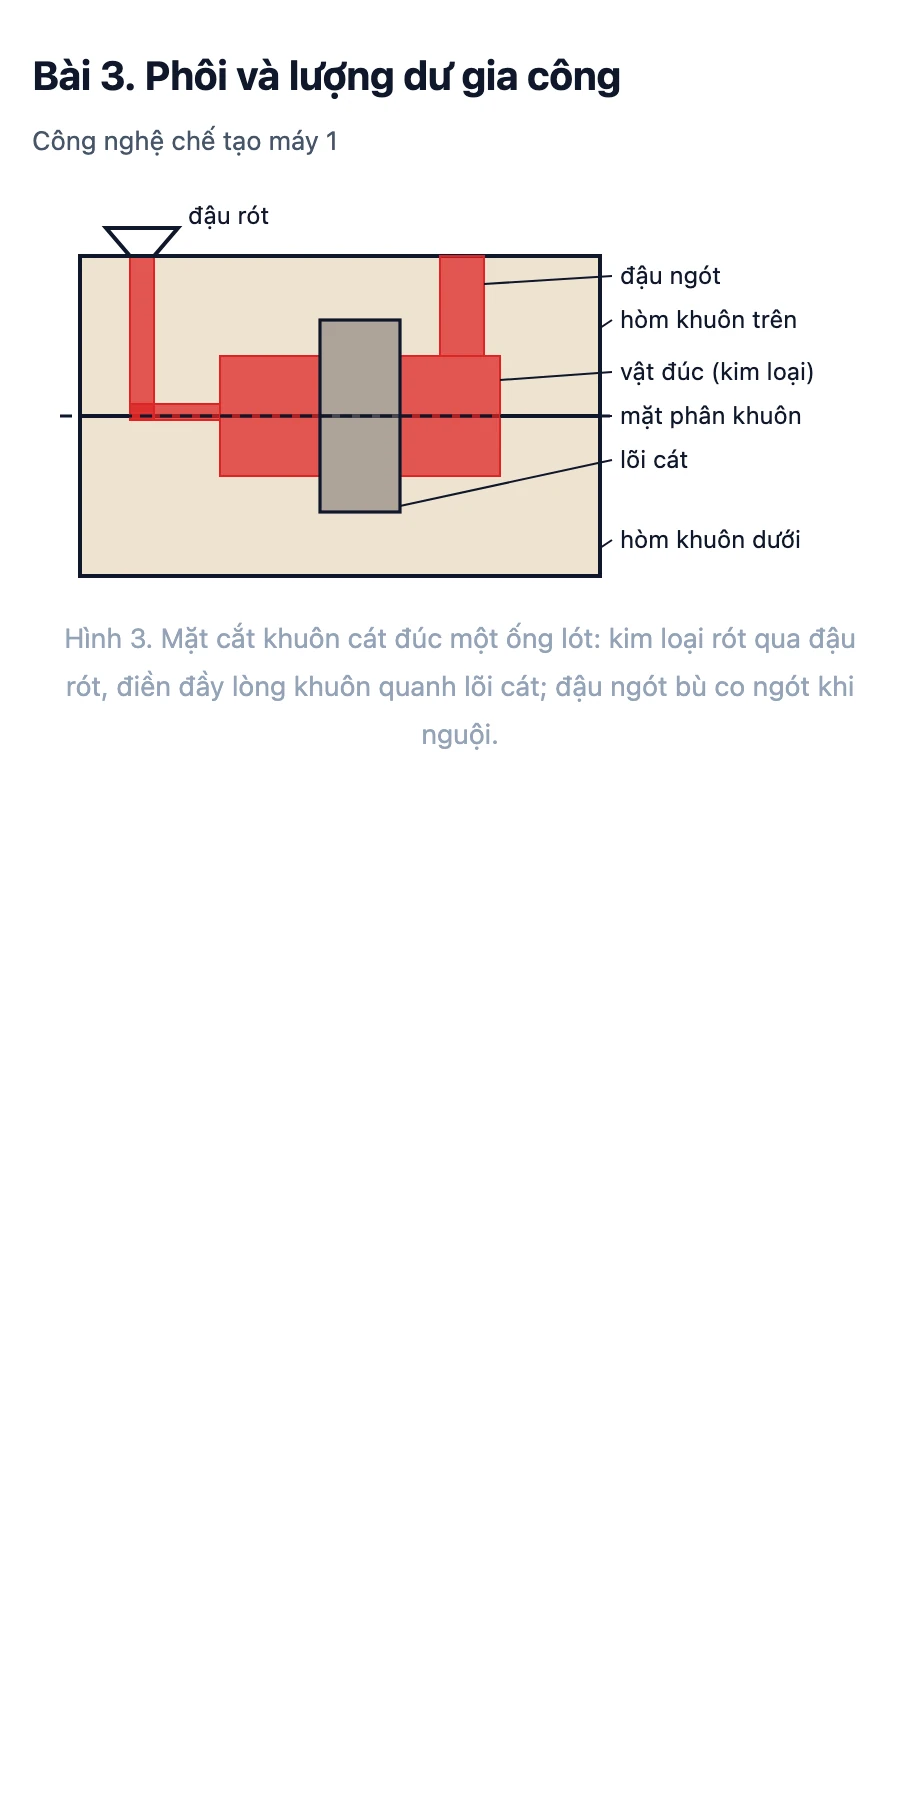 Bài 3. Phôi và lượng dư gia công
Công nghệ chế tạo máy 1
đậu rót
đậu ngót
hòm khuôn trên
vật đúc (kim loại)
mặt phân khuôn
lõi cát
hòm khuôn dưới
Hình 3. Mặt cắt khuôn cát đúc một ống lót: kim loại rót qua đậu
rót, điền đầy lòng khuôn quanh lõi cát; đậu ngót bù co ngót khi
nguội.